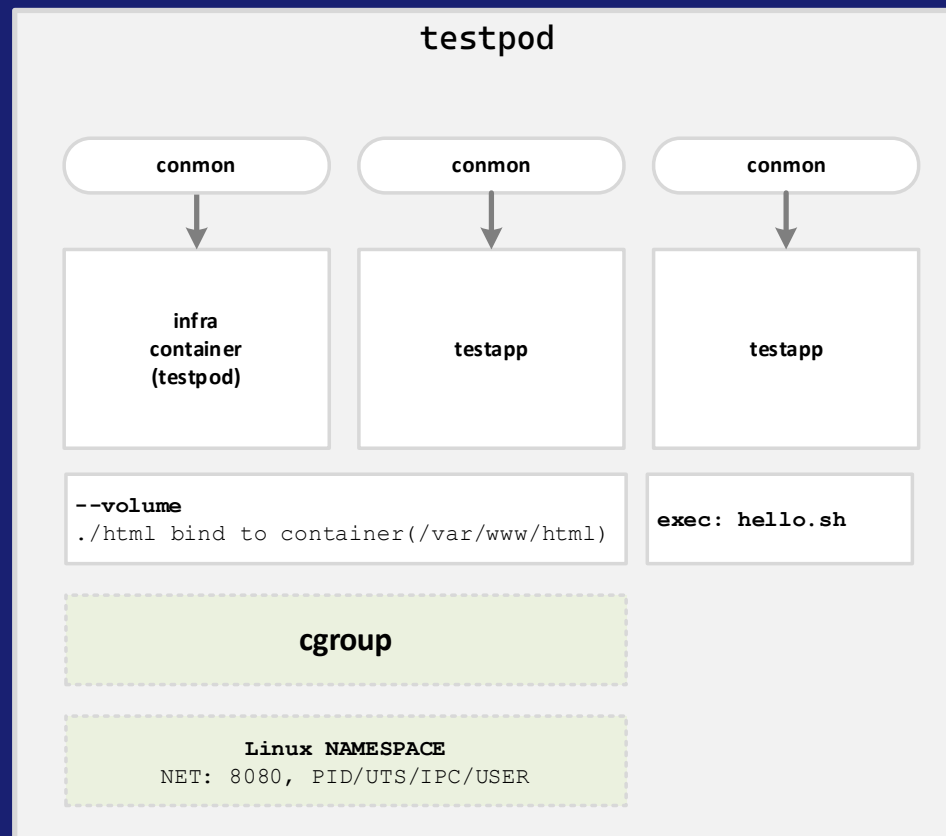 testpod
conmon
conmon
conmon
infra
container
(testpod)
testapp
testapp
--volume
./html bind to container(/var/www/html)
exec: hello.sh
cgroup
Linux NAMESPACE
NET: 8080, PID/UTS/IPC/USER